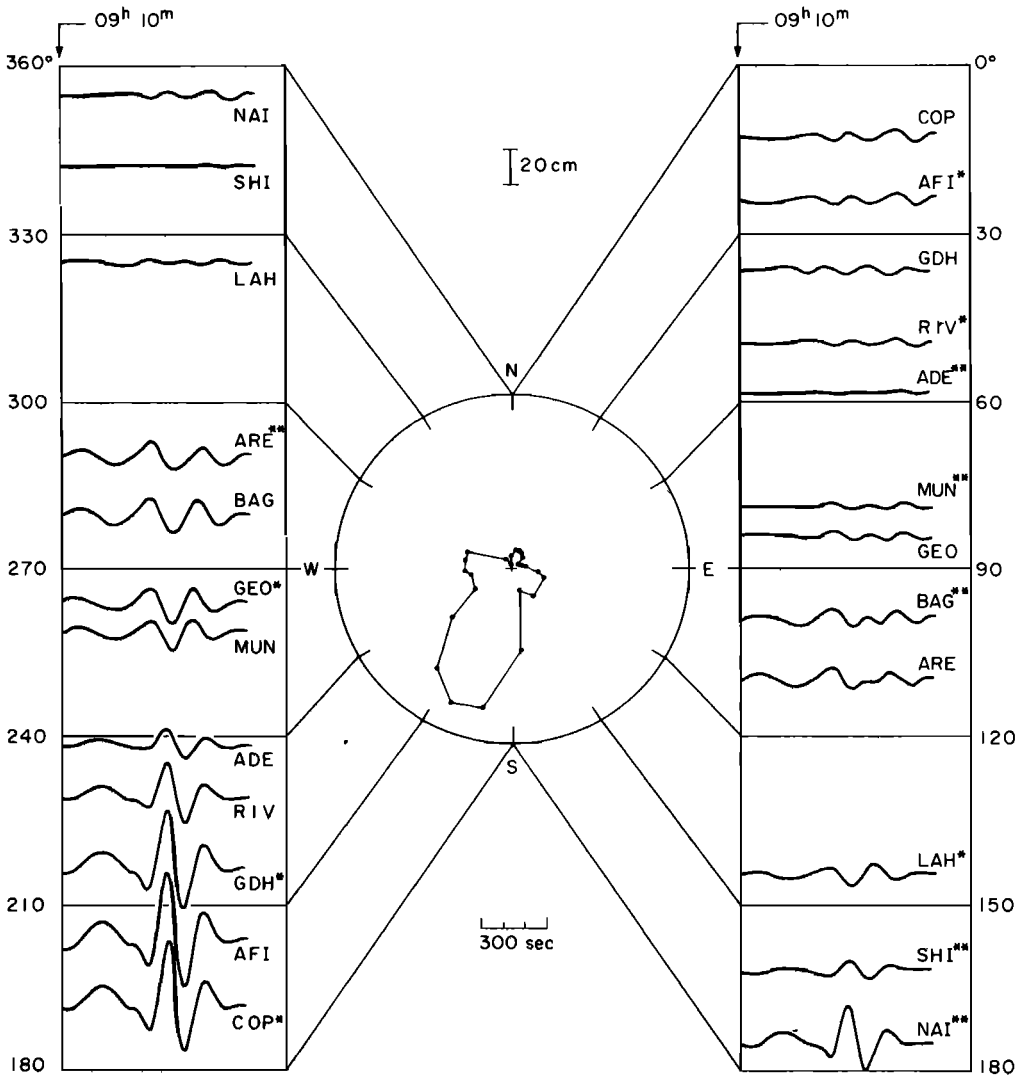 09ʰ 10ᵐ
09ʰ 10ᵐ
360°
NAI
SHI
330
LAH
300
ARE**
BAG
270
GEO*
MUN
240
ADE
RIV
GDH*
210
AFI
COP*
180
20 cm
N
W
E
S
300 sec
0°
COP
AFI*
30
GDH
RIV*
ADE**
60
MUN**
GEO
90
BAG**
ARE
120
LAH*
150
SHI**
NAI**
180